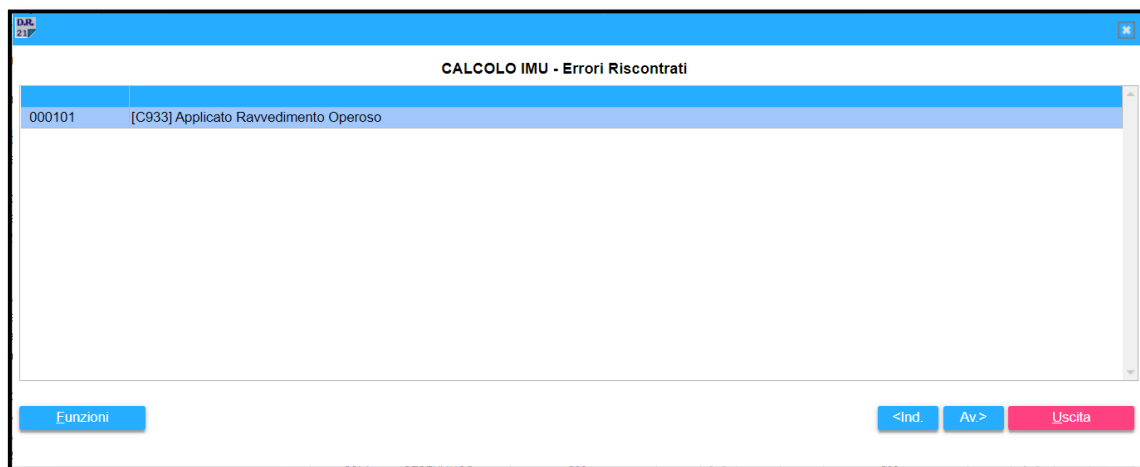 D.R.
21
CALCOLO IMU - Errori Riscontrati
000101 [C933] Applicato Ravvedimento Operoso
Funzioni <Ind. Av.> Uscita